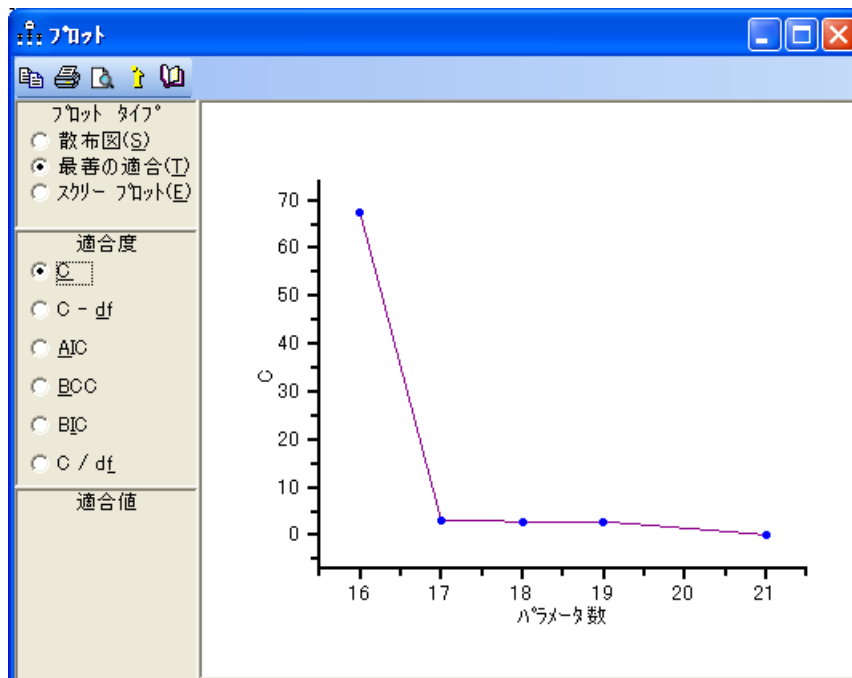 ﾌﾟﾛｯﾄ
ﾌﾟﾛｯﾄ ﾀｲﾌﾟ
散布図(S)
最善の適合(T)
ｽｸﾘｰ ﾌﾟﾛｯﾄ(E)
適合度
C
C - df
AIC
BCC
BIC
C / df
適合値
70
60
50
40
30
20
10
0
C
16 17 18 19 20 21
ﾊﾟﾗﾒｰﾀ数